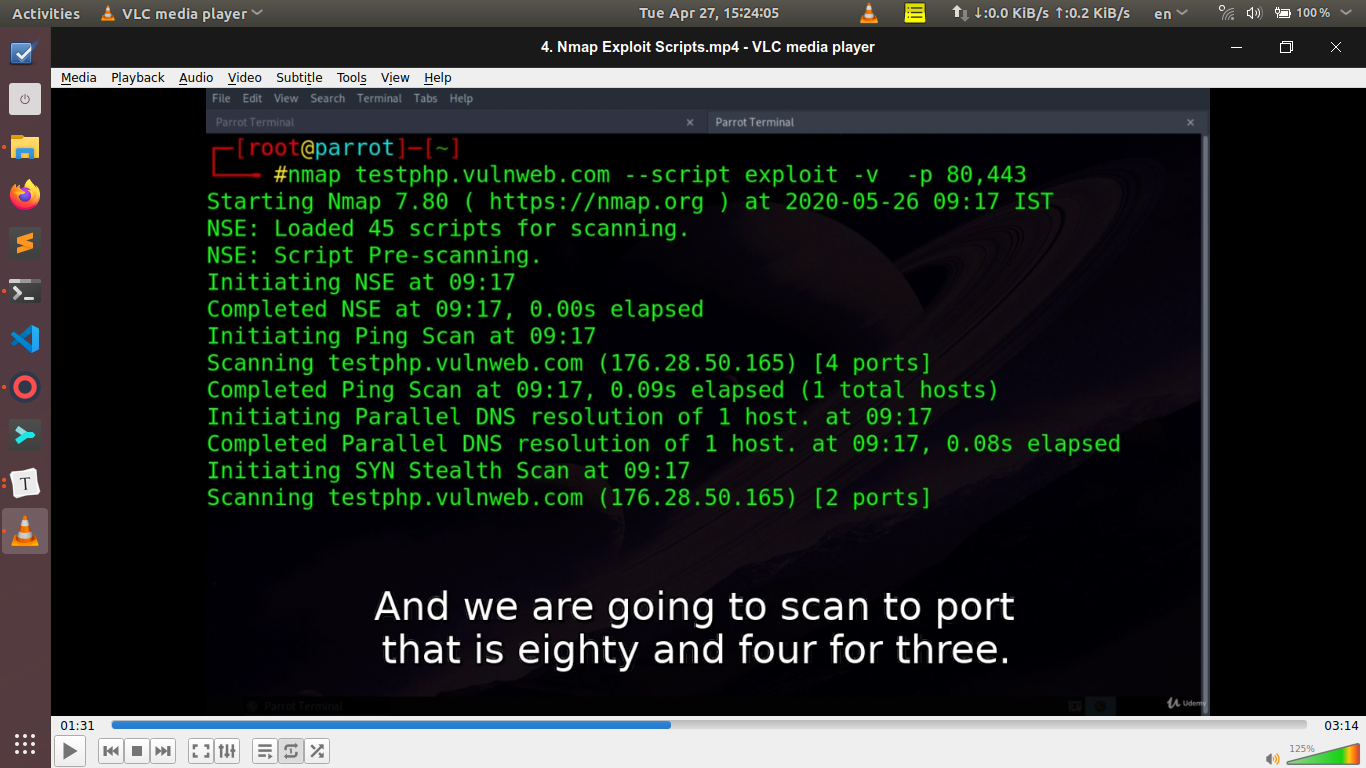 Activities VLC media player Tue Apr 27, 15:24:05 ↓:0.0 KiB/s ↑:0.2 KiB/s en 100 %
4. Nmap Exploit Scripts.mp4 - VLC media player
Media Playback Audio Video Subtitle Tools View Help
File Edit View Search Terminal Tabs Help
Parrot Terminal × Parrot Terminal ×
[root@parrot]─[~]
#nmap testphp.vulnweb.com --script exploit -v  -p 80,443
Starting Nmap 7.80 ( https://nmap.org ) at 2020-05-26 09:17 IST
NSE: Loaded 45 scripts for scanning.
NSE: Script Pre-scanning.
Initiating NSE at 09:17
Completed NSE at 09:17, 0.00s elapsed
Initiating Ping Scan at 09:17
Scanning testphp.vulnweb.com (176.28.50.165) [4 ports]
Completed Ping Scan at 09:17, 0.09s elapsed (1 total hosts)
Initiating Parallel DNS resolution of 1 host. at 09:17
Completed Parallel DNS resolution of 1 host. at 09:17, 0.08s elapsed
Initiating SYN Stealth Scan at 09:17
Scanning testphp.vulnweb.com (176.28.50.165) [2 ports]
And we are going to scan to port
that is eighty and four for three.
Parrot Terminal
Udemy
01:31 03:14
125%